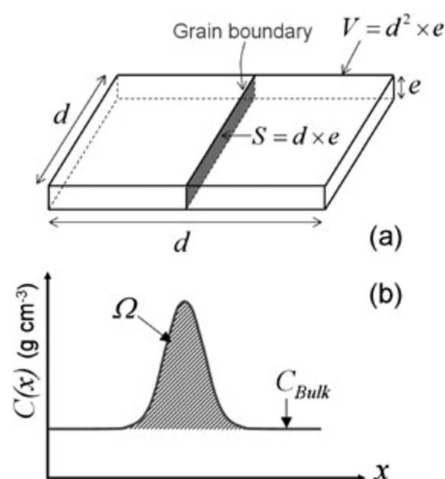 Grain boundary
V = d² × e
e
d
S = d × e
d
(a)
(b)
C(x) (g cm⁻³)
Ω
C_Bulk
x